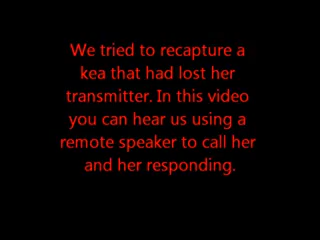 We tried to recapture a
kea that had lost her
transmitter. In this video
you can hear us using a
remote speaker to call her
and her responding.